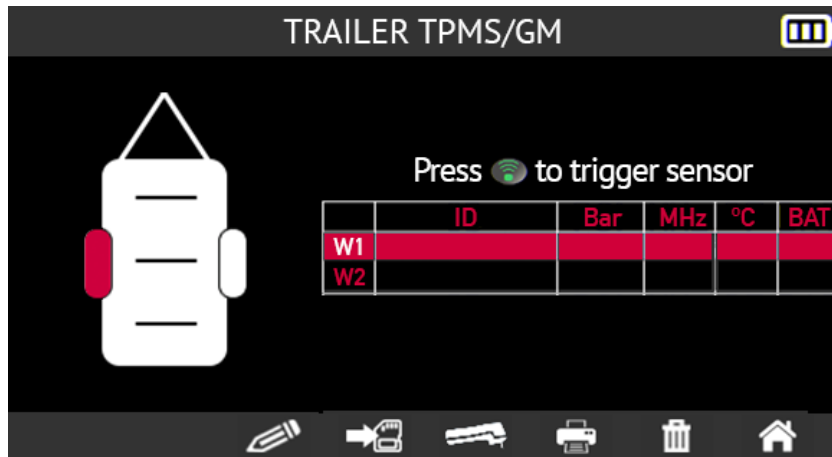 TRAILER TPMS/GM
Press to trigger sensor
ID Bar MHz °C BAT
W1
W2